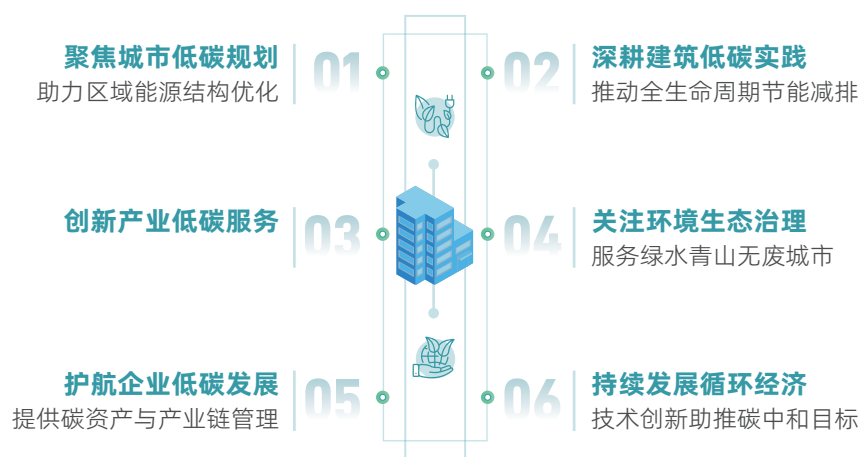 01
聚焦城市低碳规划
助力区域能源结构优化
02
深耕建筑低碳实践
推动全生命周期节能减排
03
创新产业低碳服务
04
关注环境生态治理
服务绿水青山无废城市
05
护航企业低碳发展
提供碳资产与产业链管理
06
持续发展循环经济
技术创新助推碳中和目标